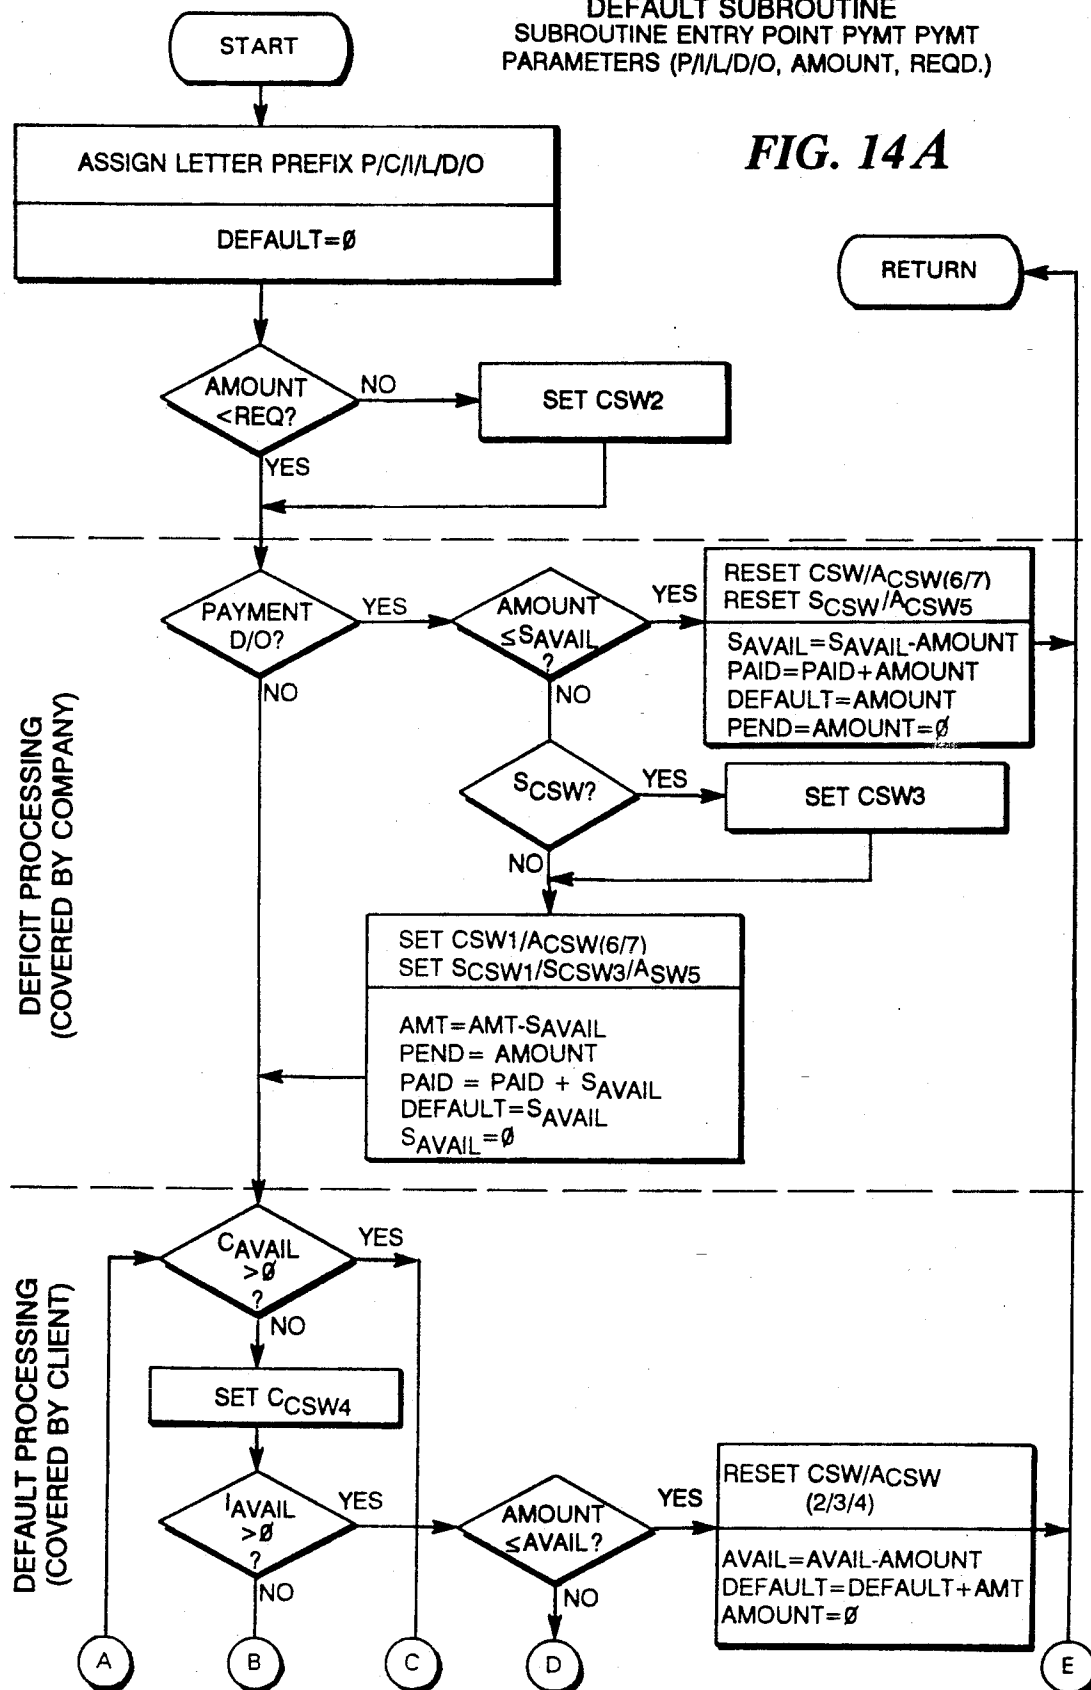 DEFAULT SUBROUTINE
SUBROUTINE ENTRY POINT PYMT PYMT
PARAMETERS (P/I/L/D/O, AMOUNT, REQD.)
FIG. 14A
START
ASSIGN LETTER PREFIX P/C/I/L/D/O
DEFAULT=Ø
RETURN
AMOUNT
<REQ?
NO
SET CSW2
YES
DEFICIT PROCESSING
(COVERED BY COMPANY)
PAYMENT
D/O?
YES
NO
AMOUNT
≤SAVAIL
?
YES
NO
RESET CSW/ACSW(6/7)
RESET SCSW/ACSW5
SAVAIL=SAVAIL-AMOUNT
PAID=PAID+AMOUNT
DEFAULT=AMOUNT
PEND=AMOUNT=Ø
SCSW?
YES
SET CSW3
NO
SET CSW1/ACSW(6/7)
SET SCSW1/SCSW3/ASW5
AMT=AMT-SAVAIL
PEND= AMOUNT
PAID = PAID + SAVAIL
DEFAULT=SAVAIL
SAVAIL=Ø
DEFAULT PROCESSING
(COVERED BY CLIENT)
CAVAIL
>Ø
?
YES
NO
SET CCSW4
IAVAIL
>Ø
?
YES
NO
AMOUNT
≤AVAIL?
YES
NO
RESET CSW/ACSW
(2/3/4)
AVAIL=AVAIL-AMOUNT
DEFAULT=DEFAULT+AMT
AMOUNT=Ø
A
B
C
D
E